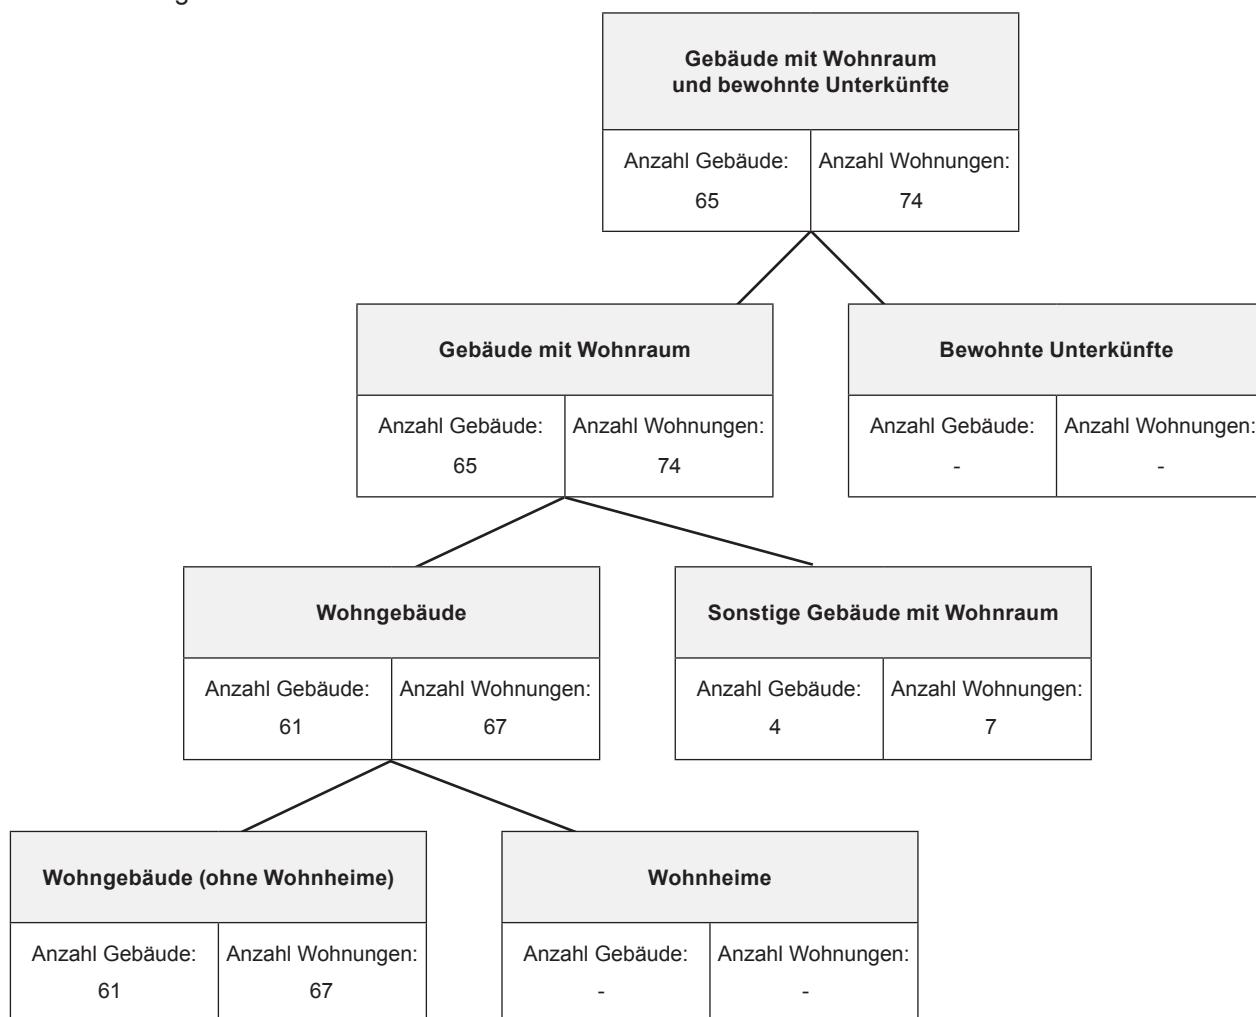 Gebäude mit Wohnraum
und bewohnte Unterkünfte
Anzahl Gebäude: Anzahl Wohnungen:
65 74
Gebäude mit Wohnraum Bewohnte Unterkünfte
Anzahl Gebäude: Anzahl Wohnungen: Anzahl Gebäude: Anzahl Wohnungen:
65 74 - -
Wohngebäude Sonstige Gebäude mit Wohnraum
Anzahl Gebäude: Anzahl Wohnungen: Anzahl Gebäude: Anzahl Wohnungen:
61 67 4 7
Wohngebäude (ohne Wohnheime) Wohnheime
Anzahl Gebäude: Anzahl Wohnungen: Anzahl Gebäude: Anzahl Wohnungen:
61 67 - -